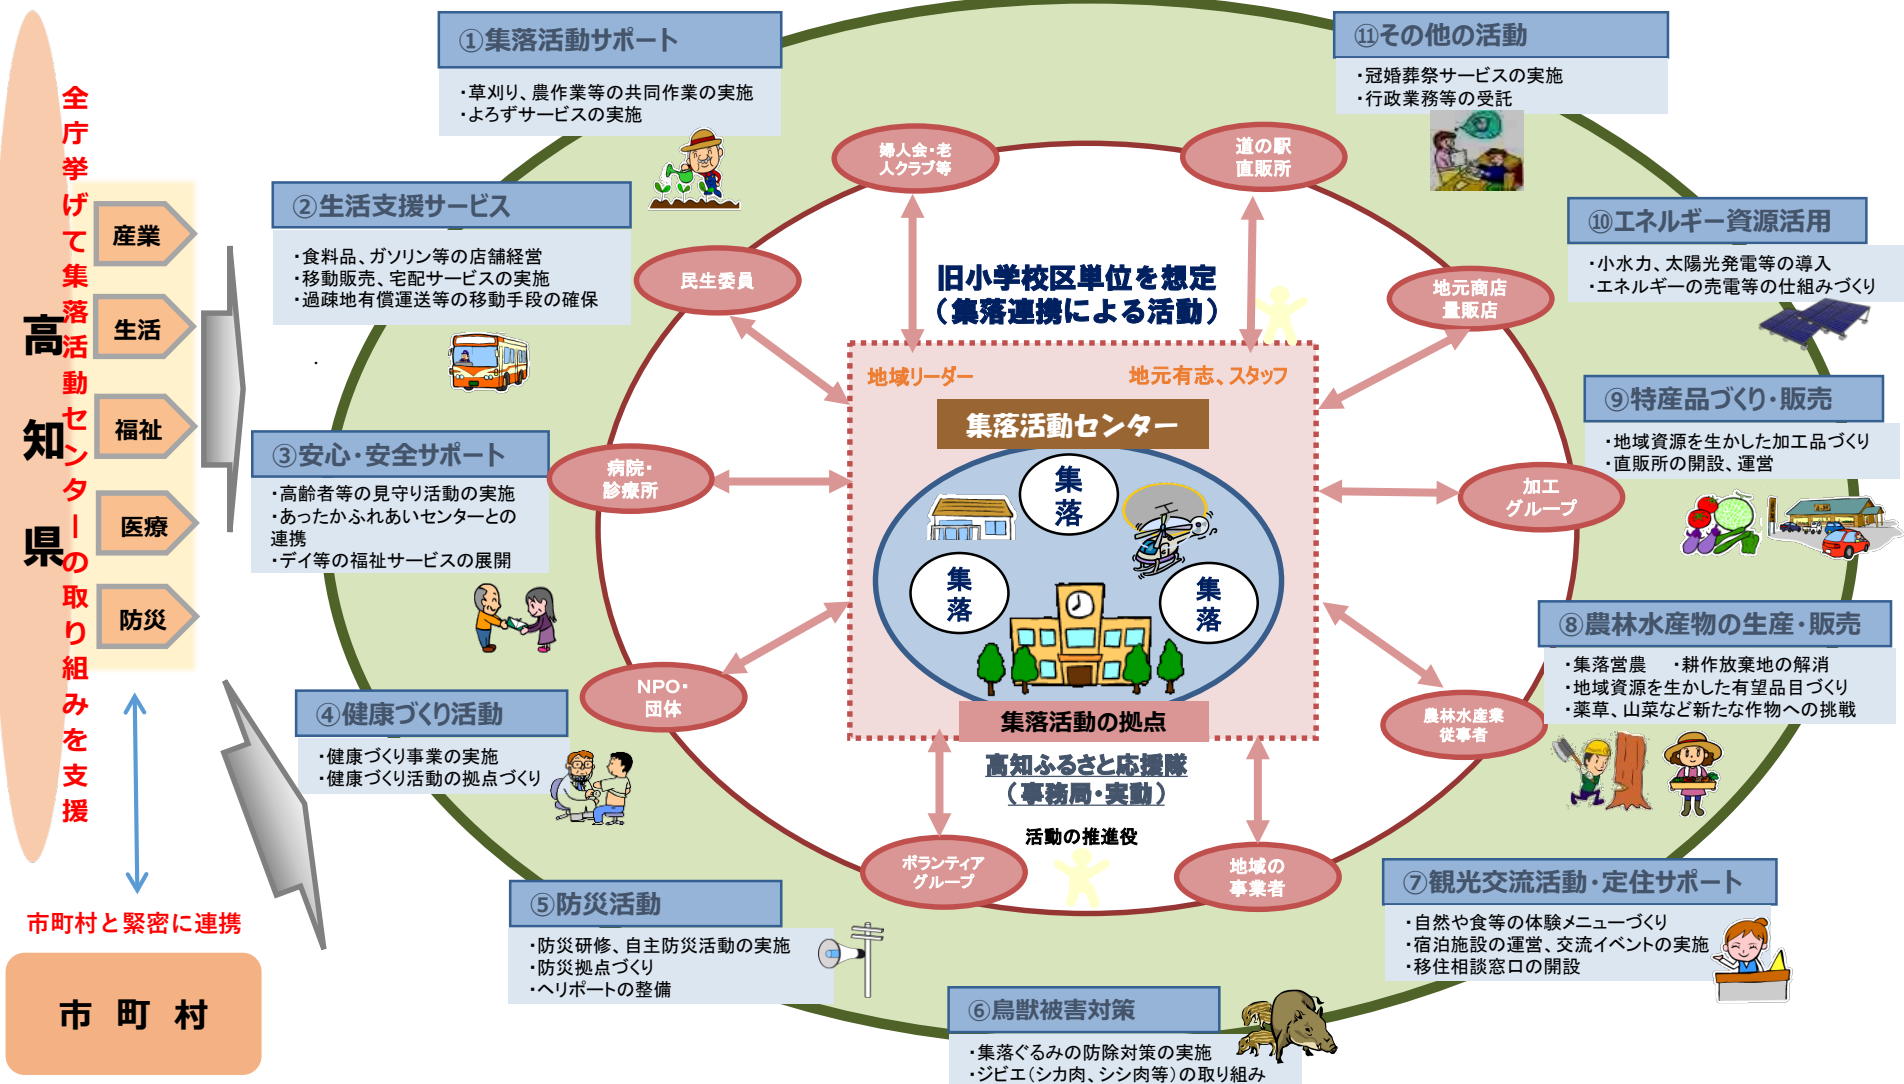 全庁挙げて集落活動センターの取り組みを支援
高知県
産業
生活
福祉
医療
防災
市町村と緊密に連携
市町村
①集落活動サポート
・草刈り、農作業等の共同作業の実施
・よろずサービスの実施
②生活支援サービス
・食料品、ガソリン等の店舗経営
・移動販売、宅配サービスの実施
・過疎地有償運送等の移動手段の確保
③安心・安全サポート
・高齢者等の見守り活動の実施
・あったかふれあいセンターとの
連携
・デイ等の福祉サービスの展開
④健康づくり活動
・健康づくり事業の実施
・健康づくり活動の拠点づくり
⑤防災活動
・防災研修、自主防災活動の実施
・防災拠点づくり
・ヘリポートの整備
⑥鳥獣被害対策
・集落ぐるみの防除対策の実施
・ジビエ(シカ肉、シシ肉等)の取り組み
⑦観光交流活動・定住サポート
・自然や食等の体験メニューづくり
・宿泊施設の運営、交流イベントの実施
・移住相談窓口の開設
⑧農林水産物の生産・販売
・集落営農 ・耕作放棄地の解消
・地域資源を生かした有望品目づくり
・薬草、山菜など新たな作物への挑戦
⑨特産品づくり・販売
・地域資源を生かした加工品づくり
・直販所の開設、運営
⑩エネルギー資源活用
・小水力、太陽光発電等の導入
・エネルギーの売電等の仕組みづくり
⑪その他の活動
・冠婚葬祭サービスの実施
・行政業務等の受託
婦人会・老
人クラブ等
道の駅
直販所
民生委員
地元商店
量販店
病院・
診療所
加工
グループ
NPO・
団体
農林水産業
従事者
ボランティア
グループ
地域の
事業者
旧小学校区単位を想定
(集落連携による活動)
地域リーダー
地元有志、スタッフ
集落活動センター
集落
集落
集落
集落活動の拠点
高知ふるさと応援隊
(事務局・実動)
活動の推進役